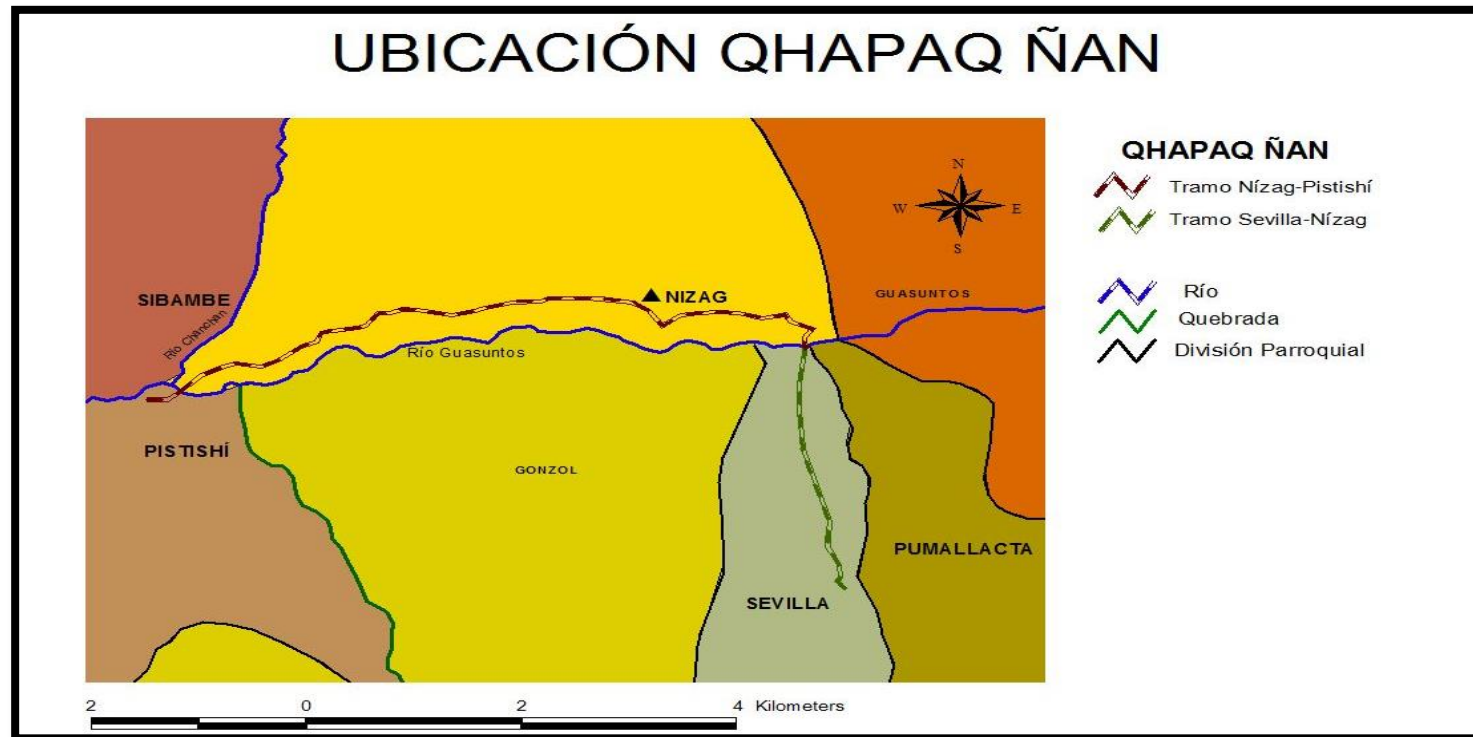 UBICACIÓN QHAPAQ ÑAN
QHAPAQ ÑAN
Tramo Nízag-Pistishí
Tramo Sevilla-Nízag
Río
Quebrada
División Parroquial
N
W
E
S
SIBAMBE
Río Chanchan
NIZAG
GUASUNTOS
Río Guasuntos
PISTISHÍ
GONZOL
PUMALLACTA
SEVILLA
2 0 2 4 Kilometers